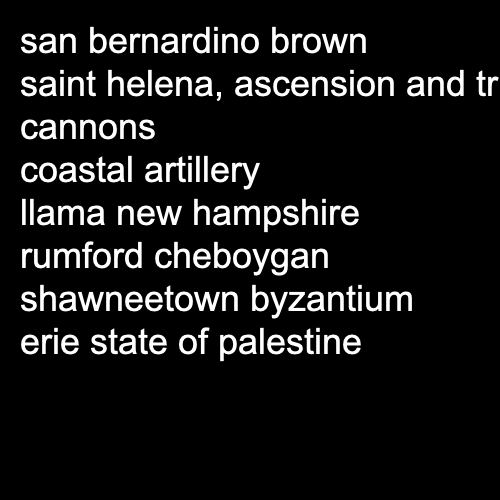 san bernardino brown
saint helena, ascension and tr
cannons
coastal artillery
llama new hampshire
rumford cheboygan
shawneetown byzantium
erie state of palestine